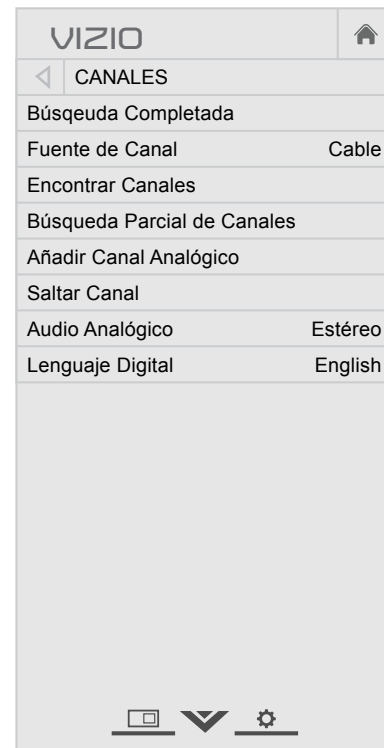 VIZIO
CANALES
Búsqeuda Completada
Fuente de Canal Cable
Encontrar Canales
Búsqueda Parcial de Canales
Añadir Canal Analógico
Saltar Canal
Audio Analógico Estéreo
Lenguaje Digital English